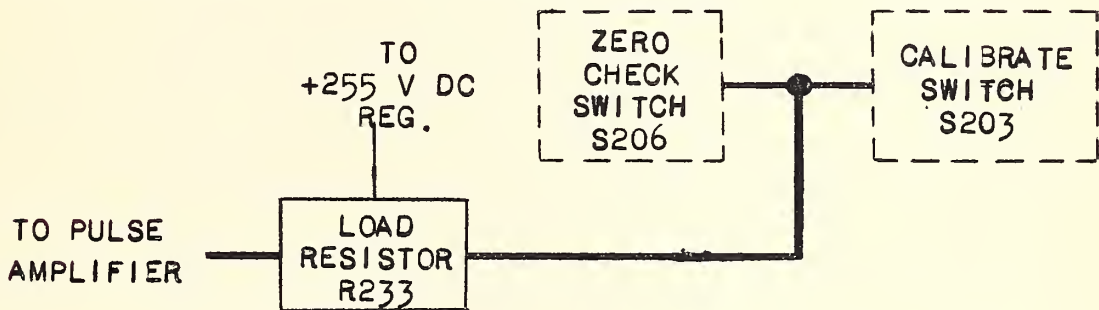 TO
+255 V DC
REG.
ZERO
CHECK
SWITCH
S206
CALIBRATE
SWITCH
S203
TO PULSE
AMPLIFIER
LOAD
RESISTOR
R233